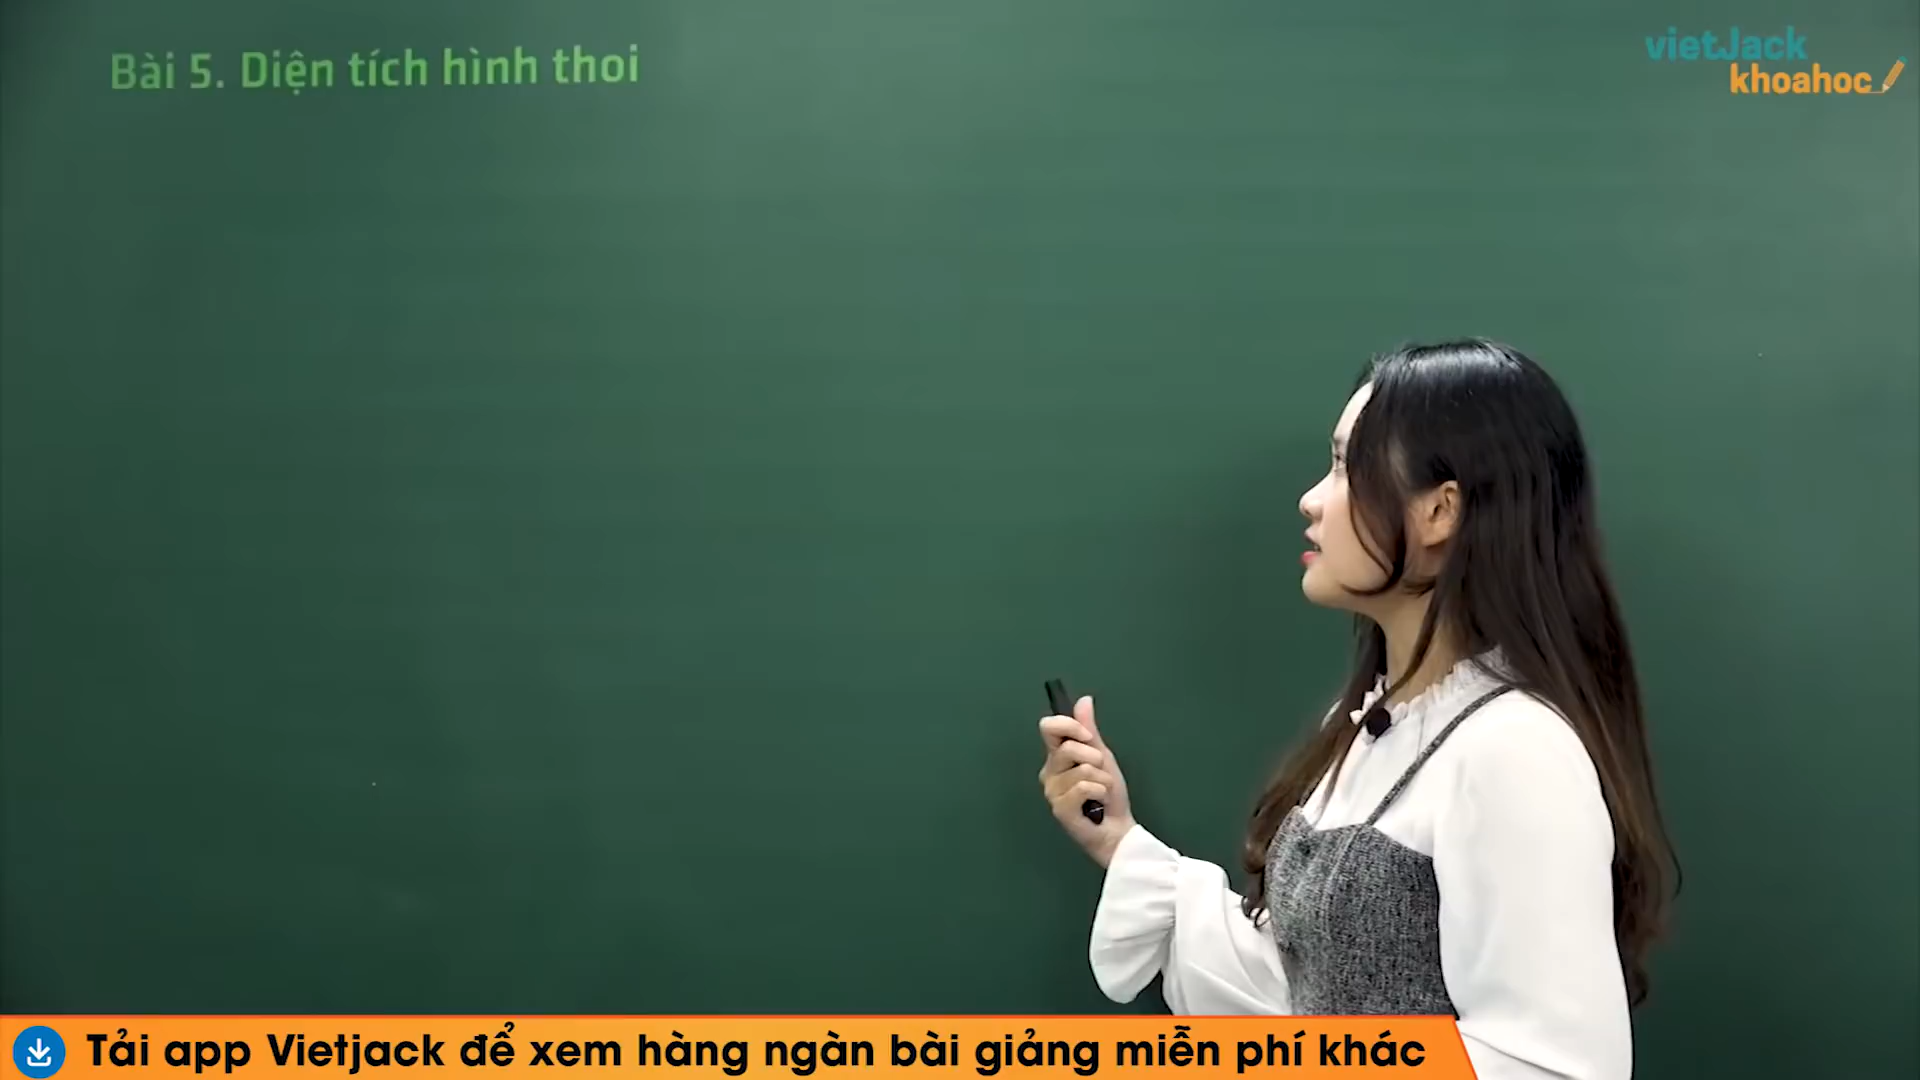 Bài 5. Diện tích hình thoi
vietJack
khoahoc
Tải app Vietjack để xem hàng ngàn bài giảng miễn phí khác